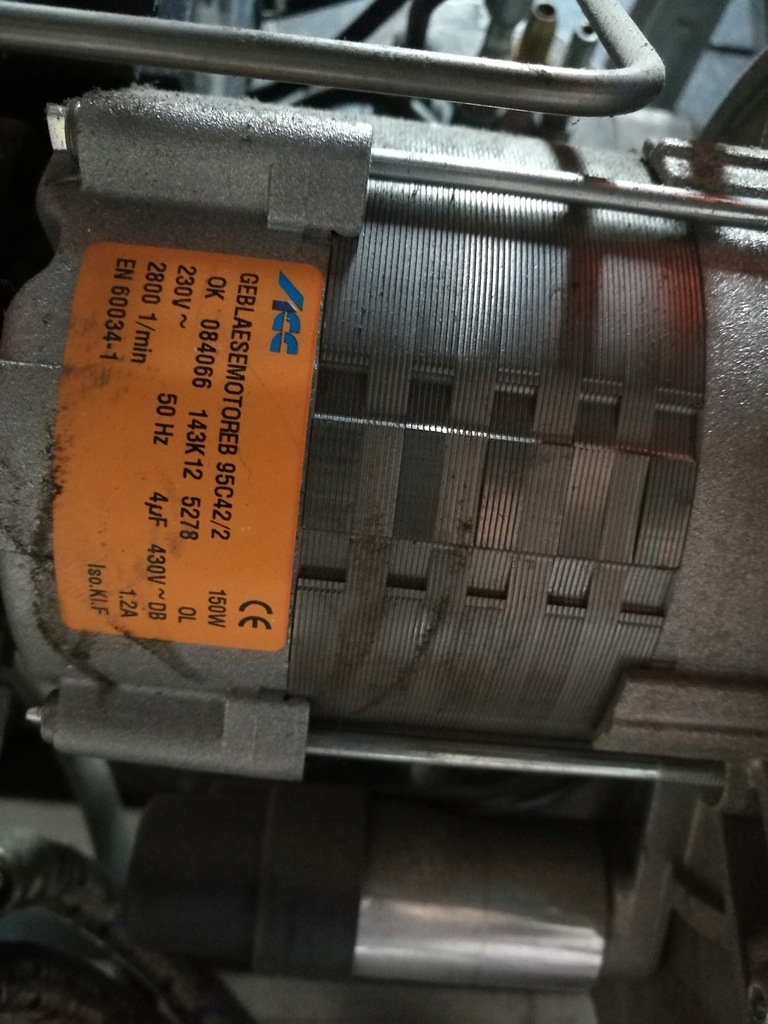 ACC CE
GEBLAESEMOTOREB 95C42/2 150W
OK 084066 143K12 5278 OL
230V~ 50 Hz 4µF 430V~DB
2800 1/min 1.2A
EN 60034-1 Iso.Kl.F